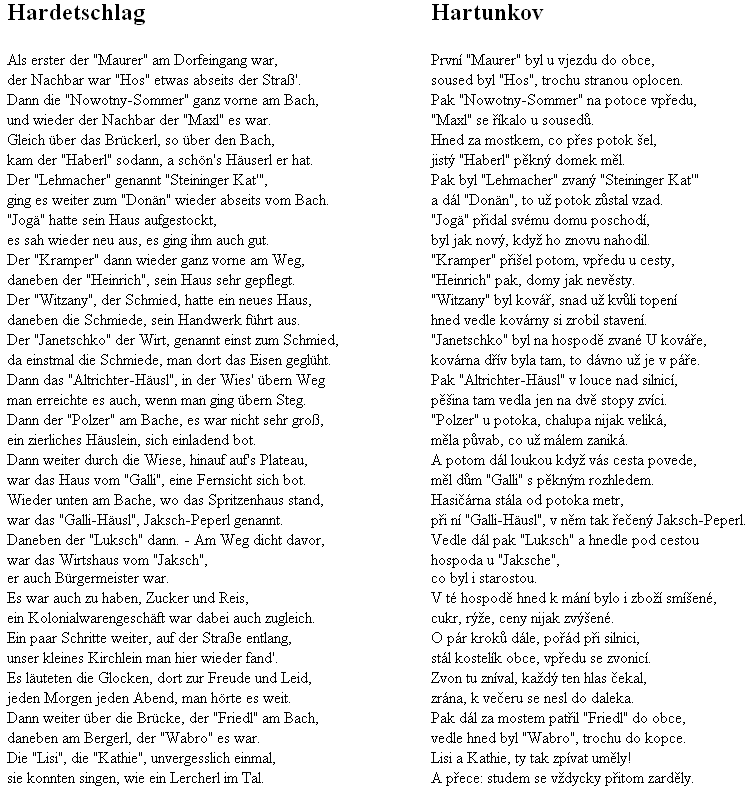 Hardetschlag
Als erster der "Maurer" am Dorfeingang war,
der Nachbar war "Hos" etwas abseits der Straß'.
Dann die "Nowotny-Sommer" ganz vorne am Bach,
und wieder der Nachbar der "Maxl" es war.
Gleich über das Brückerl, so über den Bach,
kam der "Haberl" sodann, a schön's Häuserl er hat.
Der "Lehmacher" genannt "Steininger Kat'",
ging es weiter zum "Donän" wieder abseits vom Bach.
"Jogä" hatte sein Haus aufgestockt,
es sah wieder neu aus, es ging ihm auch gut.
Der "Kramper" dann wieder ganz vorne am Weg,
daneben der "Heinrich", sein Haus sehr gepflegt.
Der "Witzany", der Schmied, hatte ein neues Haus,
daneben die Schmiede, sein Handwerk führt aus.
Der "Janetschko" der Wirt, genannt einst zum Schmied,
da einstmal die Schmiede, man dort das Eisen geglüht.
Dann das "Altrichter-Häusl", in der Wies' übern Weg
man erreichte es auch, wenn man ging übern Steg.
Dann der "Polzer" am Bache, es war nicht sehr groß,
ein zierliches Häuslein, sich einladend bot.
Dann weiter durch die Wiese, hinauf auf's Plateau,
war das Haus vom "Galli", eine Fernsicht sich bot.
Wieder unten am Bache, wo das Spritzenhaus stand,
war das "Galli-Häusl", Jaksch-Peperl genannt.
Daneben der "Luksch" dann. - Am Weg dicht davor,
war das Wirtshaus vom "Jaksch",
er auch Bürgermeister war.
Es war auch zu haben, Zucker und Reis,
ein Kolonialwarengeschäft war dabei auch zugleich.
Ein paar Schritte weiter, auf der Straße entlang,
unser kleines Kirchlein man hier wieder fand'.
Es läuteten die Glocken, dort zur Freude und Leid,
jeden Morgen jeden Abend, man hörte es weit.
Dann weiter über die Brücke, der "Friedl" am Bach,
daneben am Bergerl, der "Wabro" es war.
Die "Lisi", die "Kathie", unvergesslich einmal,
sie konnten singen, wie ein Lercherl im Tal.
Hartunkov
První "Maurer" byl u vjezdu do obce,
soused byl "Hos", trochu stranou oplocen.
Pak "Nowotny-Sommer" na potoce vpředu,
"Maxl" se říkalo u sousedů.
Hned za mostkem, co přes potok šel,
jistý "Haberl" pěkný domek měl.
Pak byl "Lehmacher" zvaný "Steininger Kat'"
a dál "Donän", to už potok zůstal vzad.
"Jogä" přidal svému domu poschodí,
byl jak nový, když ho znovu nahodil.
"Kramper" přišel potom, vpředu u cesty,
"Heinrich" pak, domy jak nevěsty.
"Witzany" byl kovář, snad už kvůli topení
hned vedle kovárny si zrobil stavení.
"Janetschko" byl na hospodě zvané U kováře,
kovárna dřív byla tam, to dávno už je v páře.
Pak "Altrichter-Häusl" v louce nad silnicí,
pěšina tam vedla jen na dvě stopy zvíci.
"Polzer" u potoka, chalupa nijak veliká,
měla půvab, co už málem zaniká.
A potom dál loukou když vás cesta povede,
měl dům "Galli" s pěkným rozhledem.
Hasičárna stála od potoka metr,
při ní "Galli-Häusl", v něm tak řečený Jaksch-Peperl.
Vedle dál pak "Luksch" a hnedle pod cestou
hospoda u "Jaksche",
co byl i starostou.
V té hospodě hned k mání bylo i zboží smíšené,
cukr, rýže, ceny nijak zvýšené.
O pár kroků dále, pořád při silnici,
stál kostelík obce, vpředu se zvonicí.
Zvon tu zníval, každý ten hlas čekal,
zrána, k večeru se nesl do daleka.
Pak dál za mostem patřil "Friedl" do obce,
vedle hned byl "Wabro", trochu do kopce.
Lisi a Kathie, ty tak zpívat uměly!
A přece: studem se vždycky přitom zarděly.